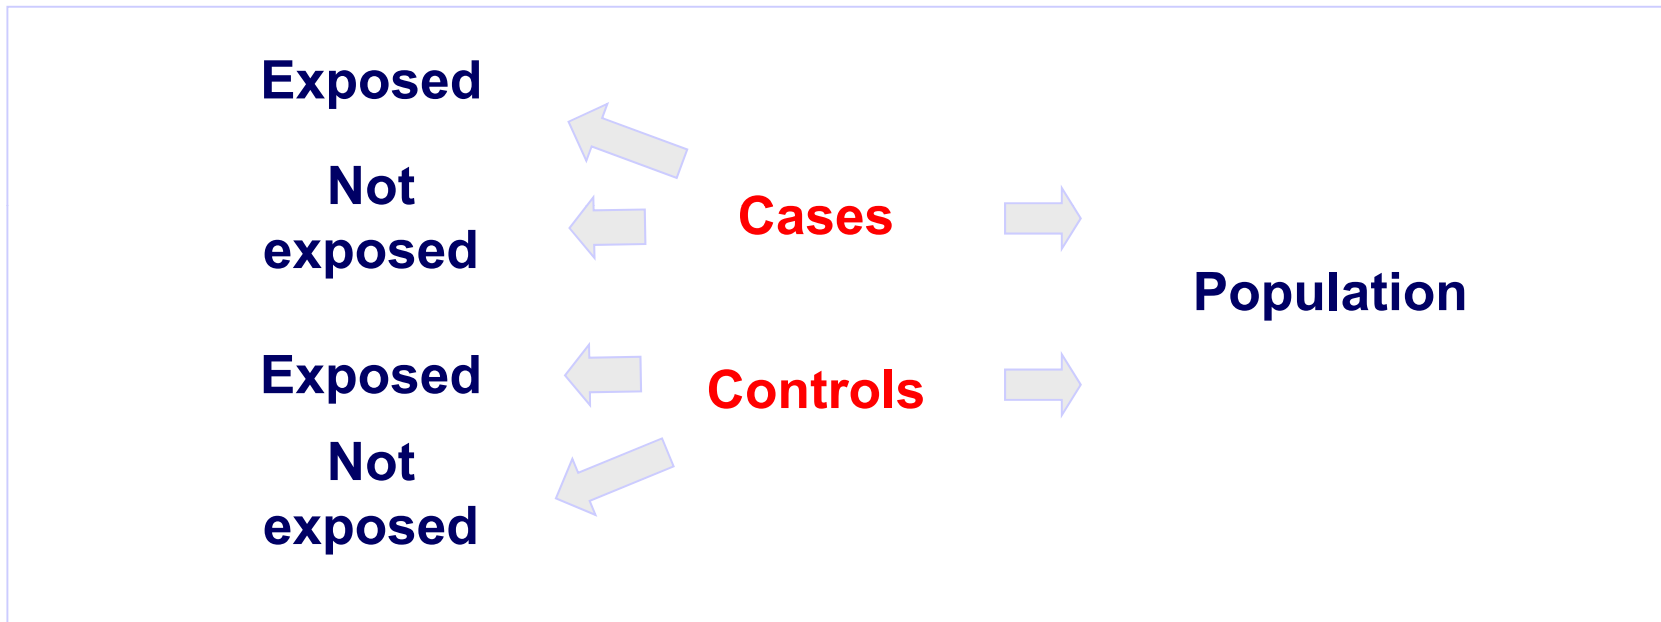 Exposed
Not
exposed
Cases
Population
Exposed
Controls
Not
exposed